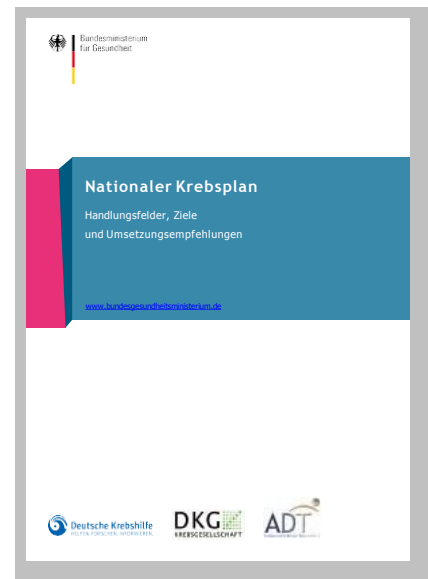 Bundesministerium
für Gesundheit
Nationaler Krebsplan
Handlungsfelder, Ziele
und Umsetzungsempfehlungen
www.bundesgesundheitsministerium.de
Deutsche Krebshilfe
HELFEN. FORSCHEN. INFORMIEREN.
DKG
KREBSGESELLSCHAFT
ADT